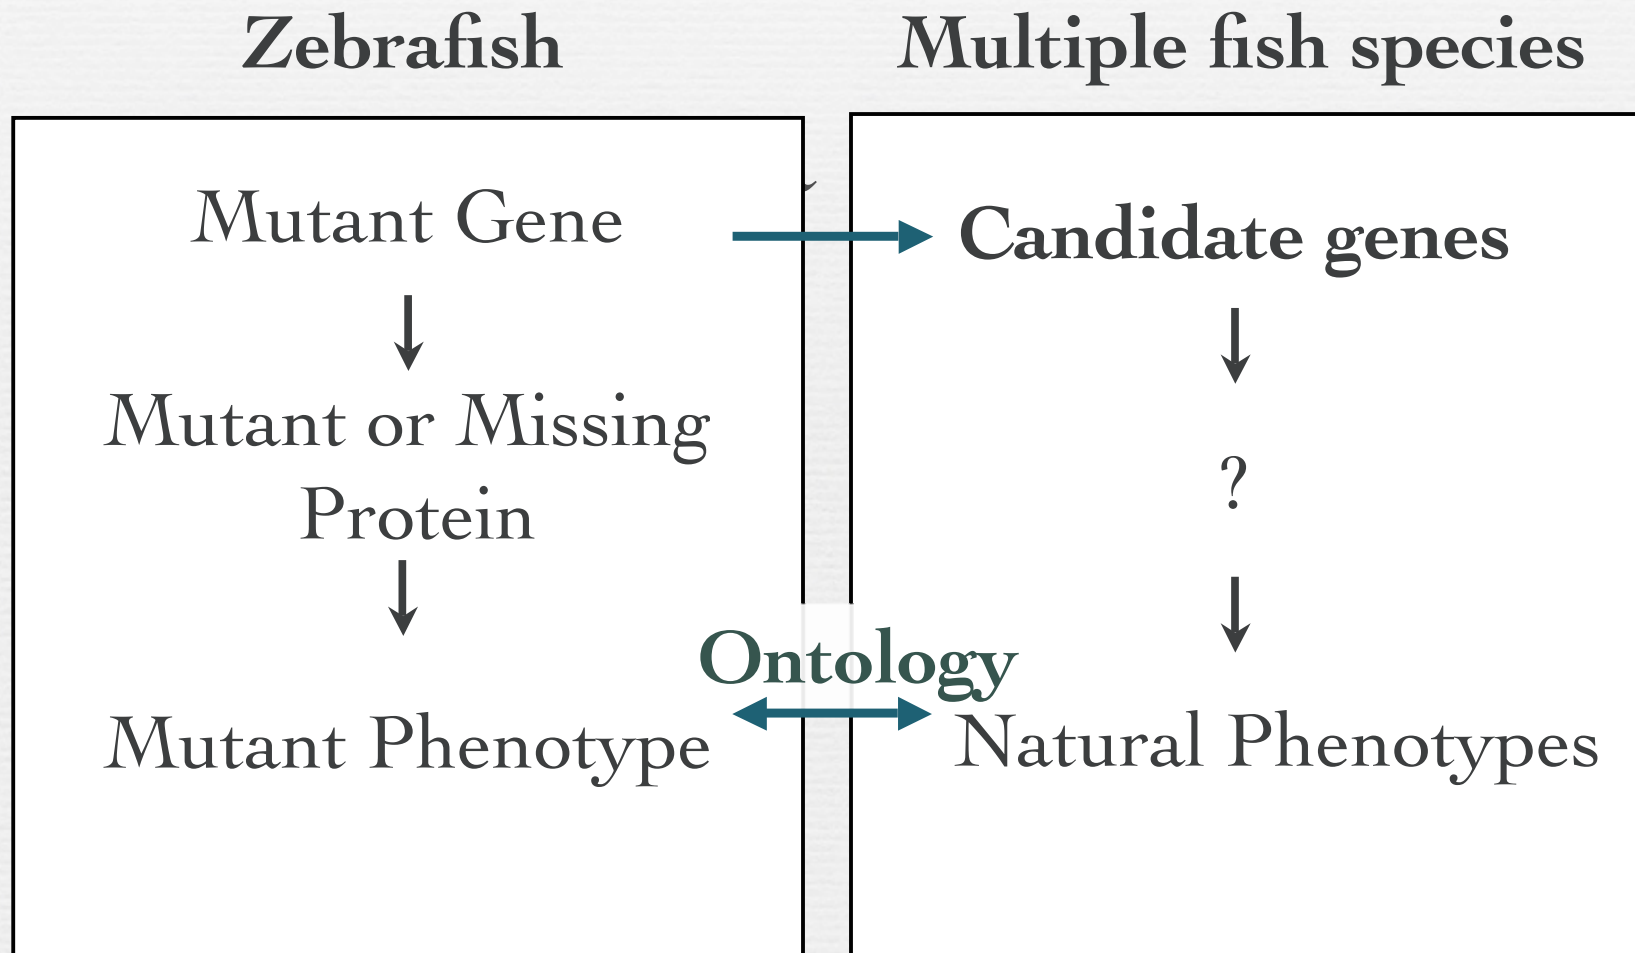 Zebrafish
Multiple fish species
Mutant Gene
Candidate genes
Mutant or Missing
Protein
?
Ontology
Mutant Phenotype
Natural Phenotypes